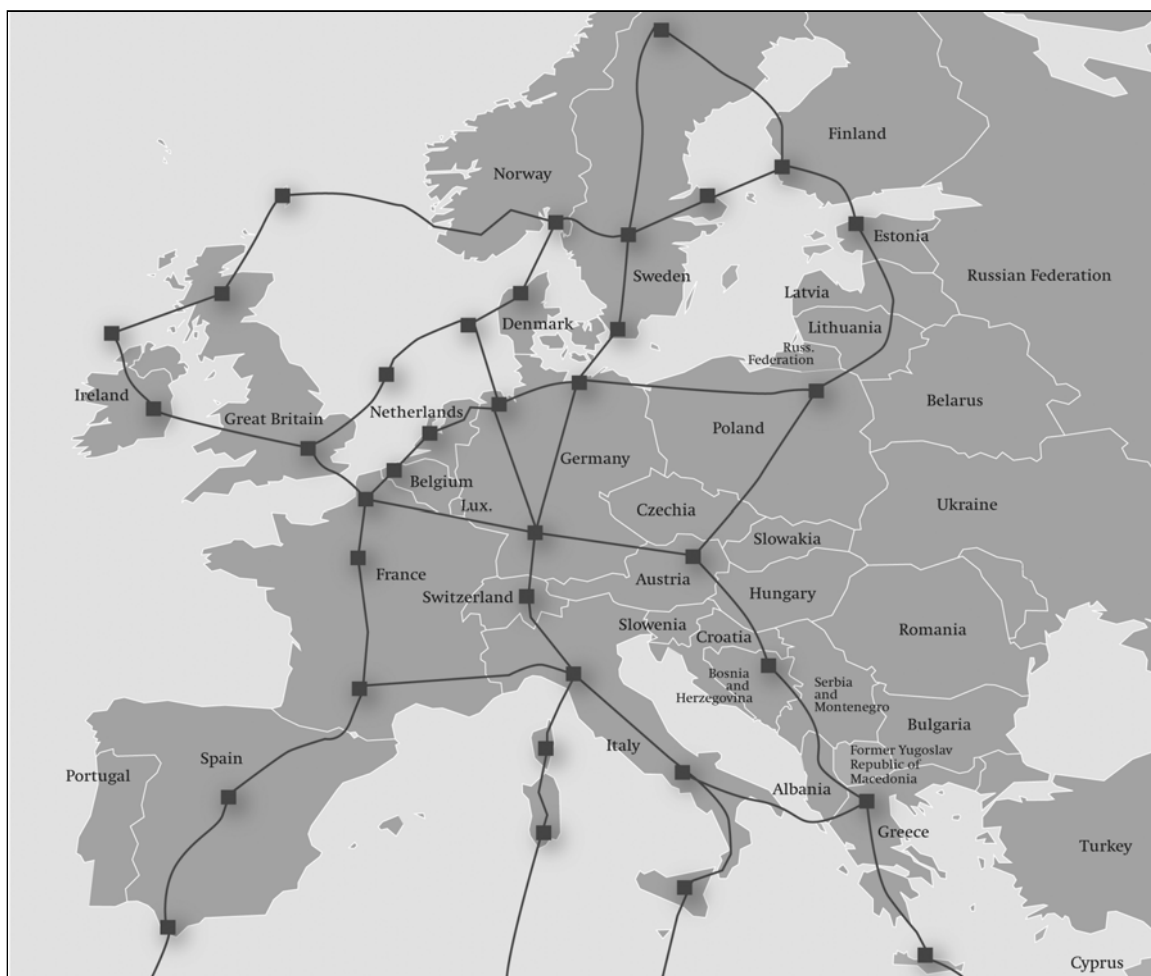 Finland
Norway
Estonia
Russian Federation
Sweden
Latvia
Denmark
Lithuania
Russ.
Federation
Ireland
Belarus
Netherlands
Great Britain
Poland
Germany
Belgium
Ukraine
Lux.
Czechia
Slowakia
France
Austria
Switzerland
Hungary
Slowenia
Romania
Croatia
Bosnia
and
Herzegovina
Serbia
and
Montenegro
Bulgaria
Italy
Former Yugoslav
Republic of
Macedonia
Spain
Portugal
Albania
Greece
Turkey
Cyprus